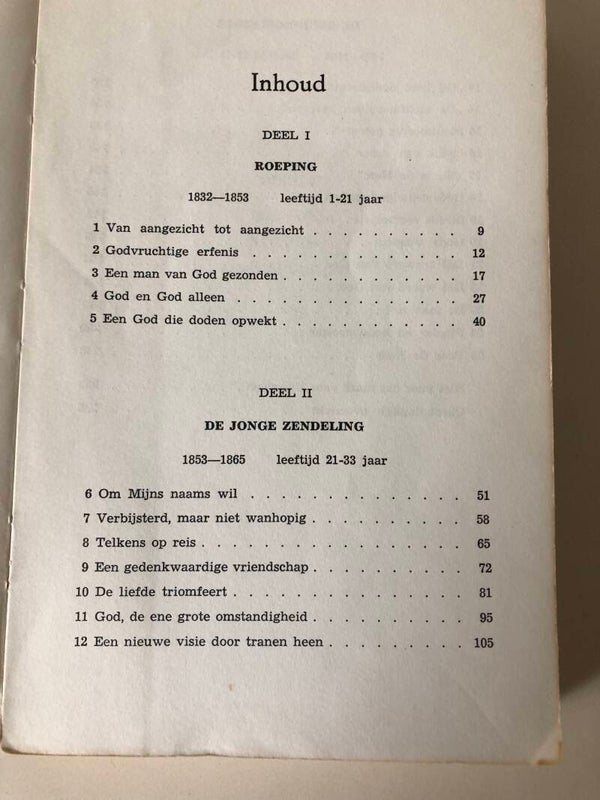 Inhoud
DEEL I
ROEPING
1832—1853 leeftijd 1-21 jaar
1 Van aangezicht tot aangezicht . . . . . . . . . . 9
2 Godvruchtige erfenis . . . . . . . . . . . . . . 12
3 Een man van God gezonden . . . . . . . . . . . . 17
4 God en God alleen . . . . . . . . . . . . . . . 27
5 Een God die doden opwekt . . . . . . . . . . . . 40
DEEL II
DE JONGE ZENDELING
1853—1865 leeftijd 21-33 jaar
6 Om Mijns naams wil . . . . . . . . . . . . . . 51
7 Verbijsterd, maar niet wanhopig . . . . . . . . . . 58
8 Telkens op reis . . . . . . . . . . . . . . . . . 65
9 Een gedenkwaardige vriendschap . . . . . . . . . . 72
10 De liefde triomfeert . . . . . . . . . . . . . . . 81
11 God, de ene grote omstandigheid . . . . . . . . . . 95
12 Een nieuwe visie door tranen heen . . . . . . . . . 105